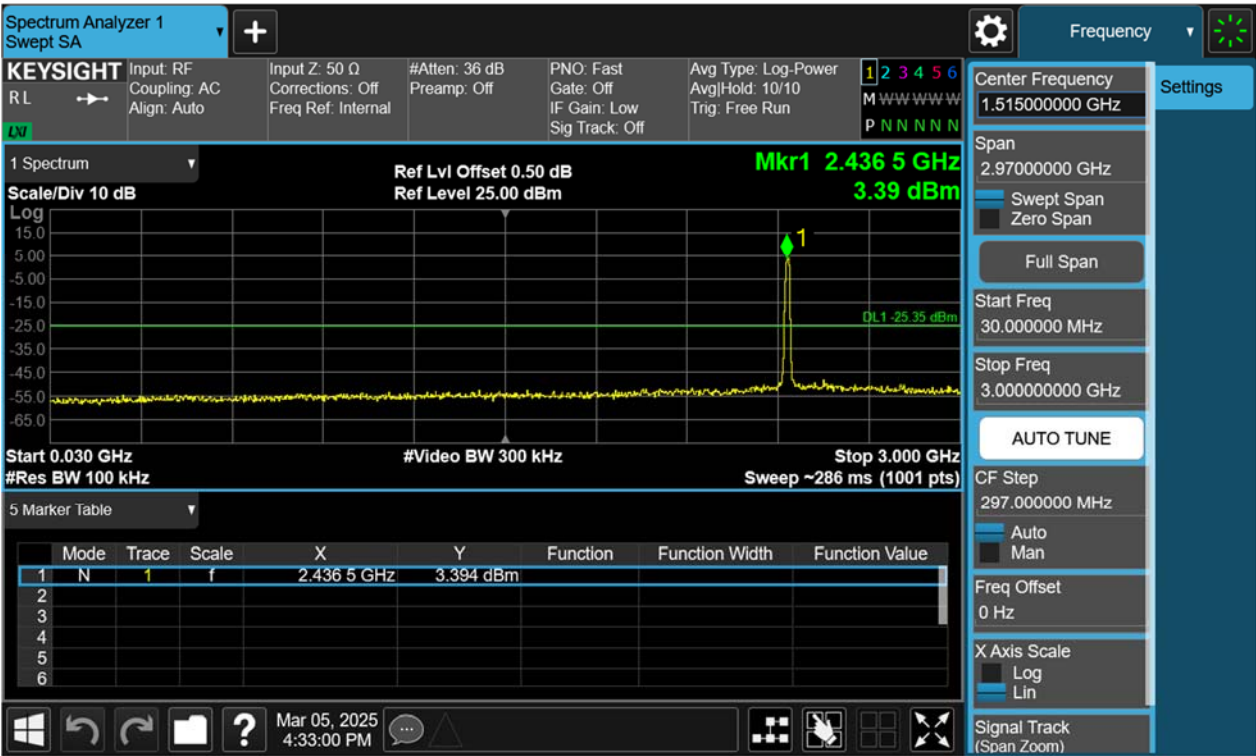 Spectrum Analyzer 1
Swept SA
Frequency
KEYSIGHT
R L
LXI
Input: RF
Coupling: AC
Align: Auto
Input Z: 50 Ω
Corrections: Off
Freq Ref: Internal
#Atten: 36 dB
Preamp: Off
PNO: Fast
Gate: Off
IF Gain: Low
Sig Track: Off
Avg Type: Log-Power
Avg|Hold: 10/10
Trig: Free Run
1 2 3 4 5 6
M W W W W W
P N N N N N
1 Spectrum
Scale/Div 10 dB
Ref Lvl Offset 0.50 dB
Ref Level 25.00 dBm
Mkr1 2.436 5 GHz
3.39 dBm
Log
15.0
5.00
-5.00
-15.0
-25.0
-35.0
-45.0
-55.0
-65.0
1
DL1 -25.35 dBm
Start 0.030 GHz
#Res BW 100 kHz
#Video BW 300 kHz
Stop 3.000 GHz
Sweep ~286 ms (1001 pts)
5 Marker Table
Mode Trace Scale X Y Function Function Width Function Value
1 N 1 f 2.436 5 GHz 3.394 dBm
2
3
4
5
6
Mar 05, 2025
4:33:00 PM
Center Frequency
1.515000000 GHz
Settings
Span
2.97000000 GHz
Swept Span
Zero Span
Full Span
Start Freq
30.000000 MHz
Stop Freq
3.000000000 GHz
AUTO TUNE
CF Step
297.000000 MHz
Auto
Man
Freq Offset
0 Hz
X Axis Scale
Log
Lin
Signal Track
(Span Zoom)